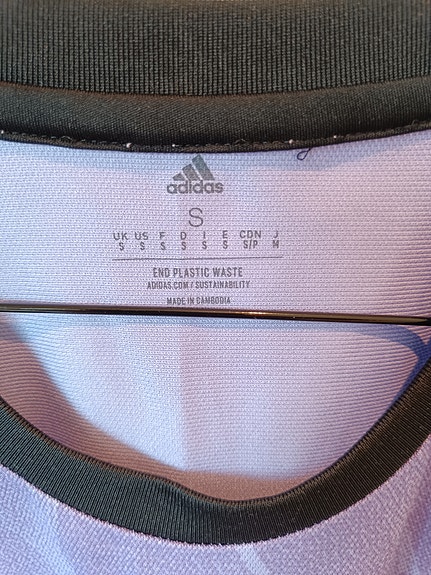 adidas
S
UK US F D I E CDN J
S S S S S S S/P M
END PLASTIC WASTE
ADIDAS.COM / SUSTAINABILITY
MADE IN CAMBODIA